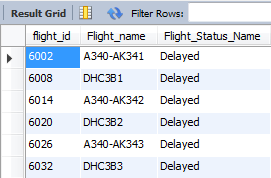 Result Grid Filter Rows:
flight_id Flight_name Flight_Status_Name
6002 A340-AK341 Delayed
6008 DHC3B1 Delayed
6014 A340-AK342 Delayed
6020 DHC3B2 Delayed
6026 A340-AK343 Delayed
6032 DHC3B3 Delayed